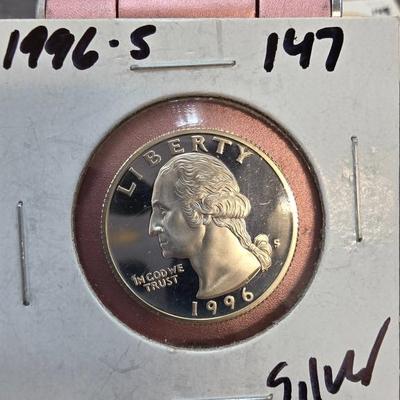 1996-S 147
LIBERTY
S
IN GOD WE
TRUST
1996
Silver